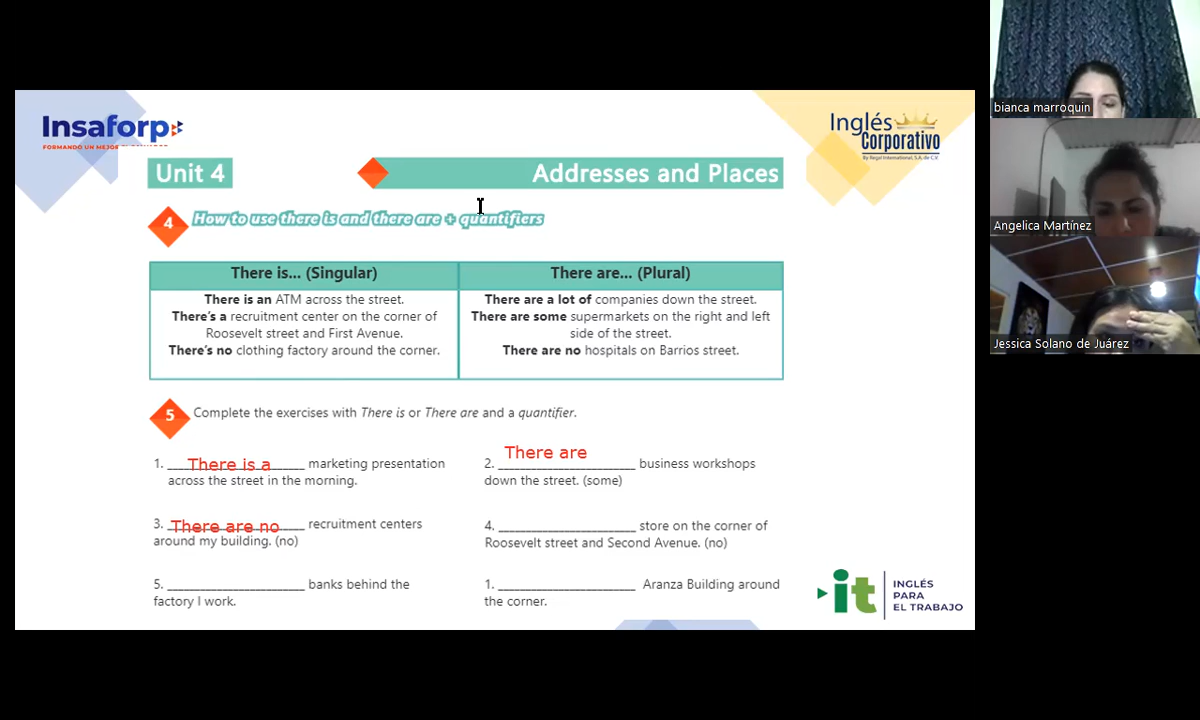 Insaforp
FORMANDO UN MEJOR
Inglés
Corporativo
By Regal International, S.A. de C.V.
Unit 4
Addresses and Places
4
How to use there is and there are + quantifiers
There is... (Singular)
There are... (Plural)
There is an ATM across the street.
There's a recruitment center on the corner of
Roosevelt street and First Avenue.
There's no clothing factory around the corner.
There are a lot of companies down the street.
There are some supermarkets on the right and left
side of the street.
There are no hospitals on Barrios street.
5
Complete the exercises with There is or There are and a quantifier.
1. There is a marketing presentation
across the street in the morning.
2. There are business workshops
down the street. (some)
3. There are no recruitment centers
around my building. (no)
4. ____________________ store on the corner of
Roosevelt street and Second Avenue. (no)
5. ____________________ banks behind the
factory I work.
1. ____________________ Aranza Building around
the corner.
it
INGLÉS
PARA
EL TRABAJO
bianca marroquin
Angelica Martínez
Jessica Solano de Juárez